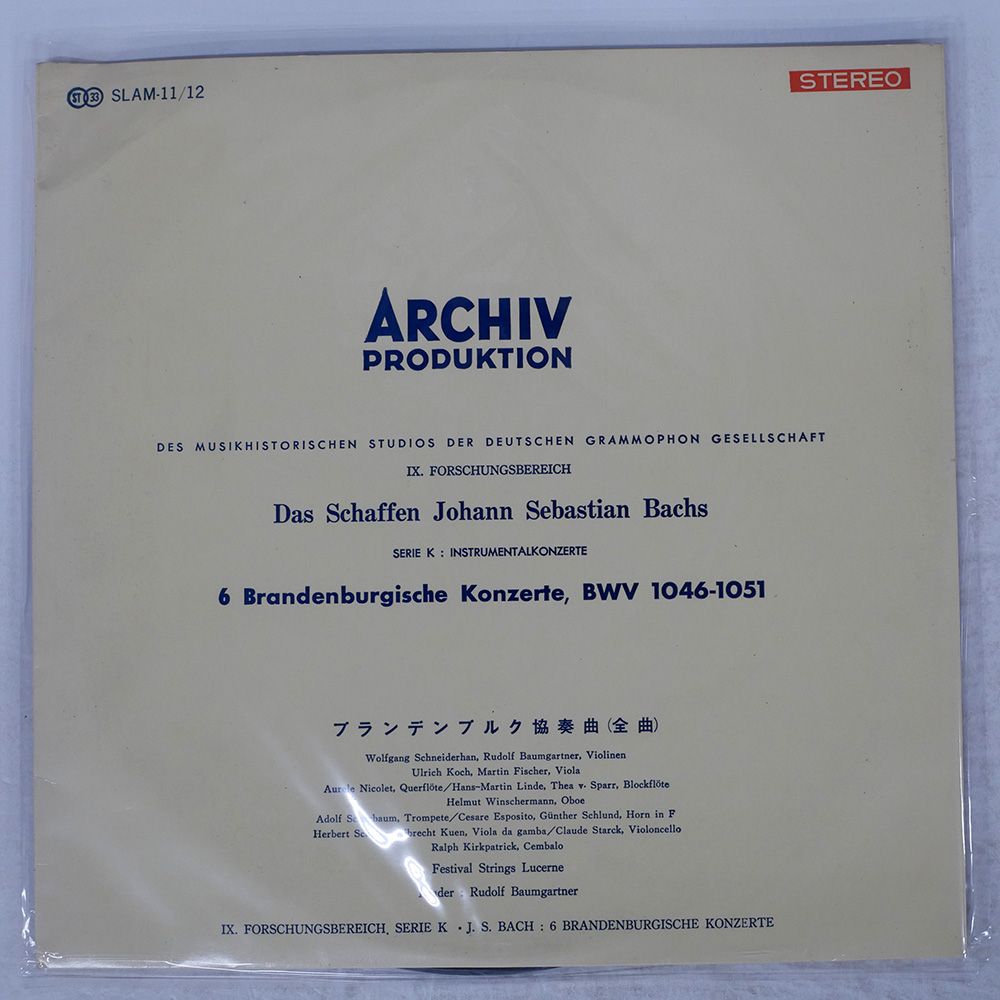 ST 33 SLAM-11/12
STEREO
ARCHIV
PRODUKTION
DES MUSIKHISTORISCHEN STUDIOS DER DEUTSCHEN GRAMMOPHON GESELLSCHAFT
IX. FORSCHUNGSBEREICH
Das Schaffen Johann Sebastian Bachs
SERIE K : INSTRUMENTALKONZERTE
6 Brandenburgische Konzerte, BWV 1046-1051
ブランデンブルク協奏曲(全曲)
Wolfgang Schneiderhan, Rudolf Baumgartner, Violinen
Ulrich Koch, Martin Fischer, Viola
Aurele Nicolet, Querflöte/Hans-Martin Linde, Thea v. Sparr, Blockflöte
Helmut Winschermann, Oboe
Adolf Trompete/Cesare Esposito, Günther Schlund, Horn in F
Herbert Kuen, Viola da gamba/Claude Starck, Violoncello
Ralph Kirkpatrick, Cembalo
Festival Strings Lucerne
: Rudolf Baumgartner
IX. FORSCHUNGSBEREICH, SERIE K · J. S. BACH : 6 BRANDENBURGISCHE KONZERTE